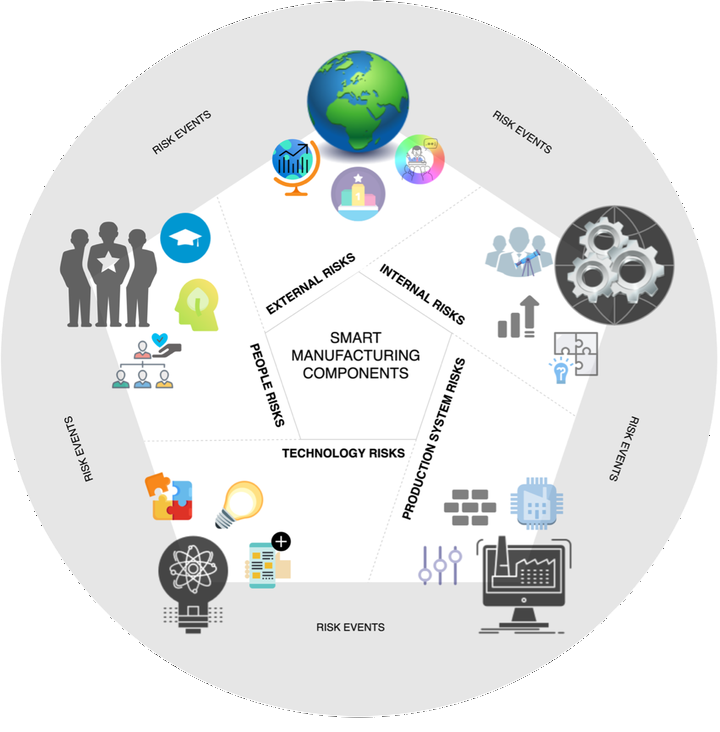 RISK EVENTS
RISK EVENTS
EXTERNAL RISKS
INTERNAL RISKS
SMART
MANUFACTURING
COMPONENTS
PEOPLE RISKS
PRODUCTION SYSTEM RISKS
TECHNOLOGY RISKS
RISK EVENTS
RISK EVENTS
RISK EVENTS
1